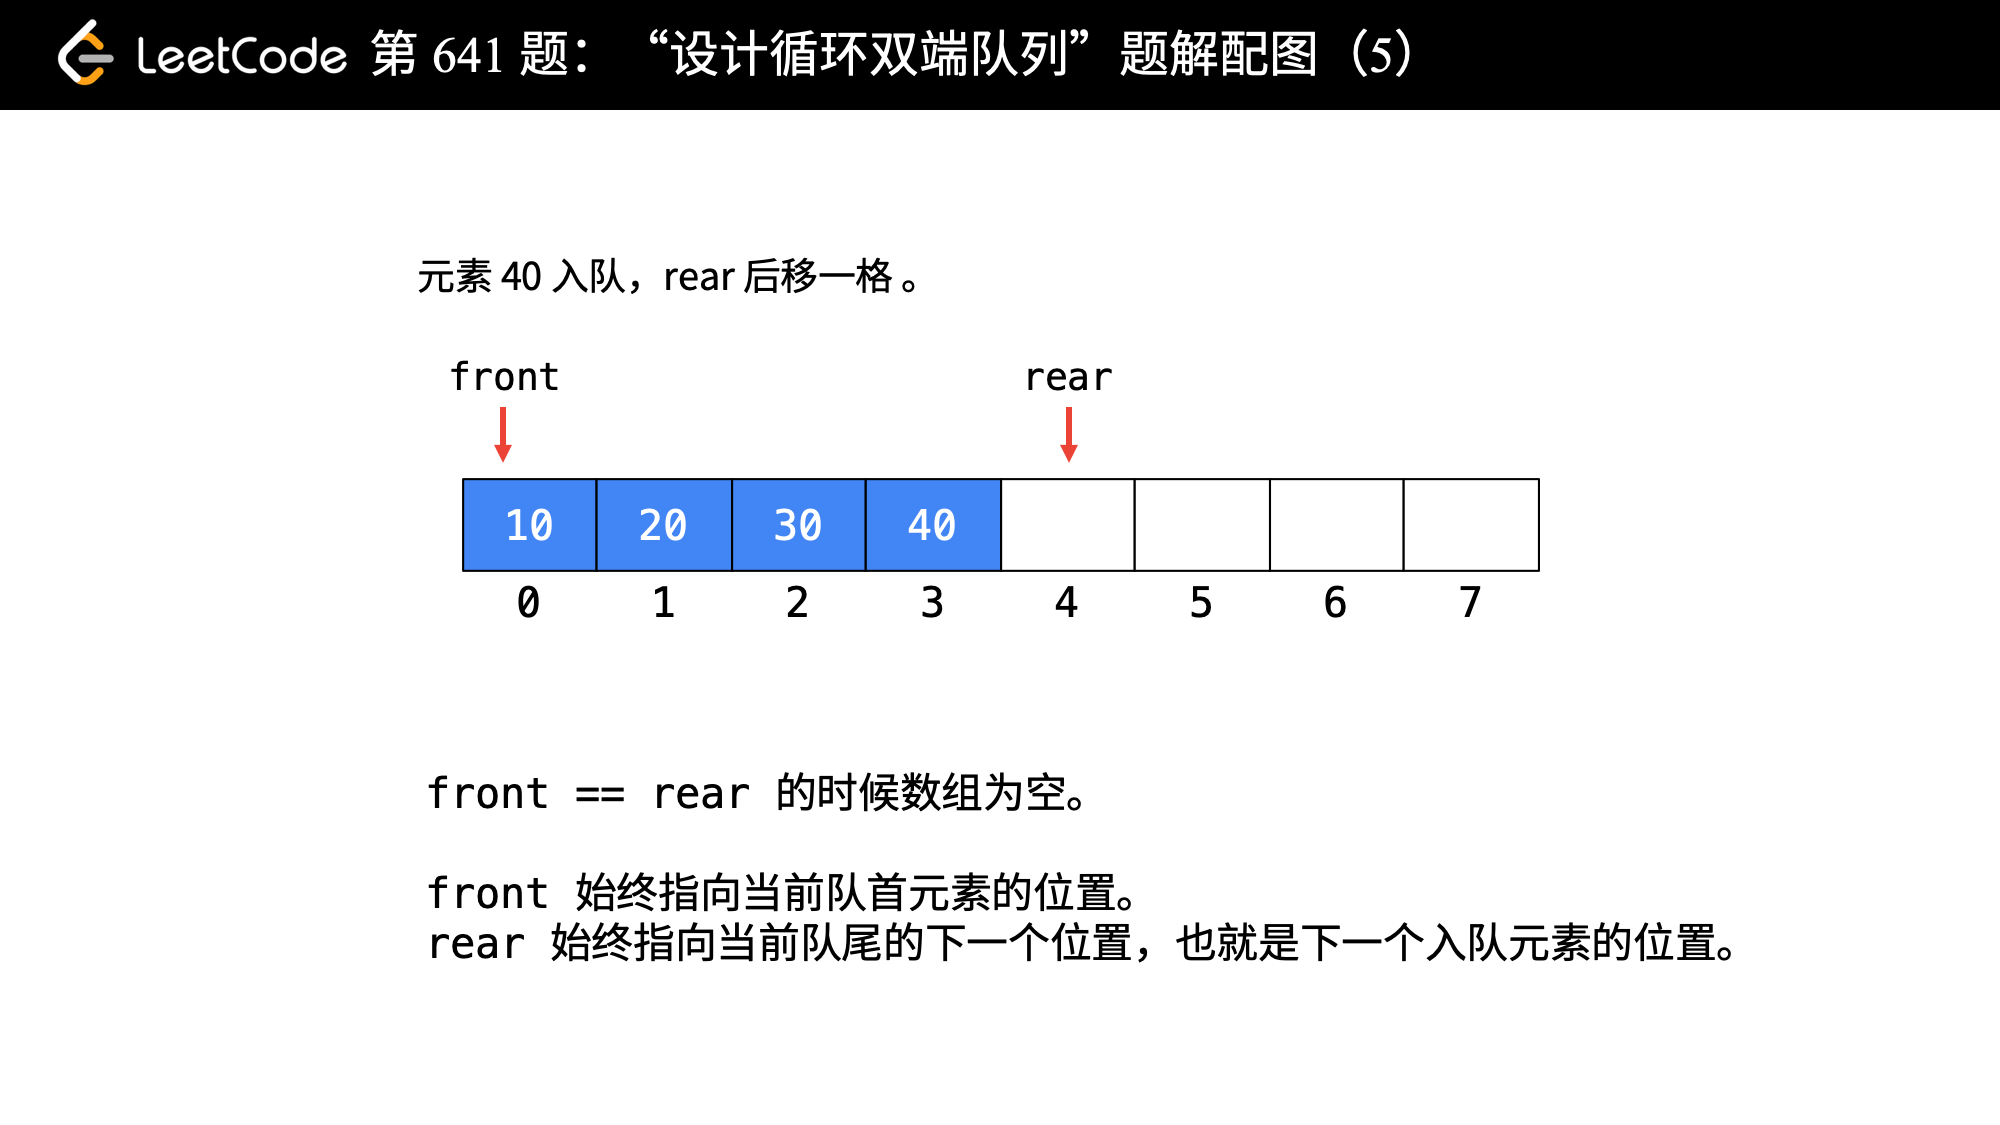 LeetCode 第 641 题：“设计循环双端队列”题解配图（5）
元素 40 入队，rear 后移一格 。
front rear
10 20 30 40
0 1 2 3 4 5 6 7
front == rear 的时候数组为空。
front 始终指向当前队首元素的位置。
rear 始终指向当前队尾的下一个位置，也就是下一个入队元素的位置。